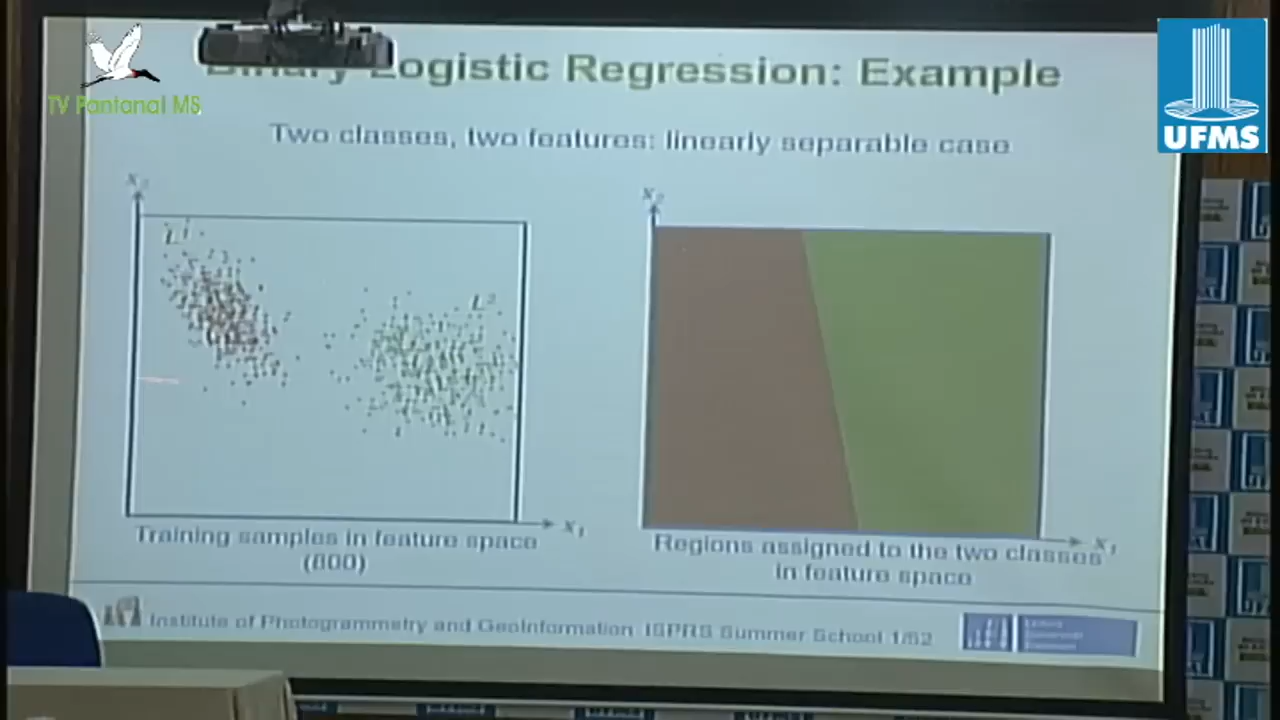 TV Pantanal MS
UFMS
Binary Logistic Regression: Example
Two classes, two features: linearly separable case
x₂
L¹
L²
x₁
x₂
x₁
Training samples in feature space
(800)
Regions assigned to the two classes
in feature space
Institute of Photogrammetry and GeoInformation ISPRS Summer School 1/52